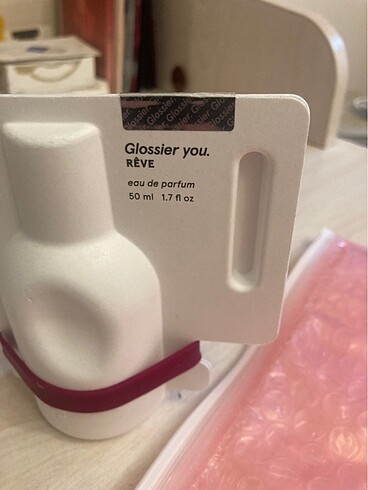 Glossier you.
RÊVE
eau de parfum
50 ml 1.7 fl oz